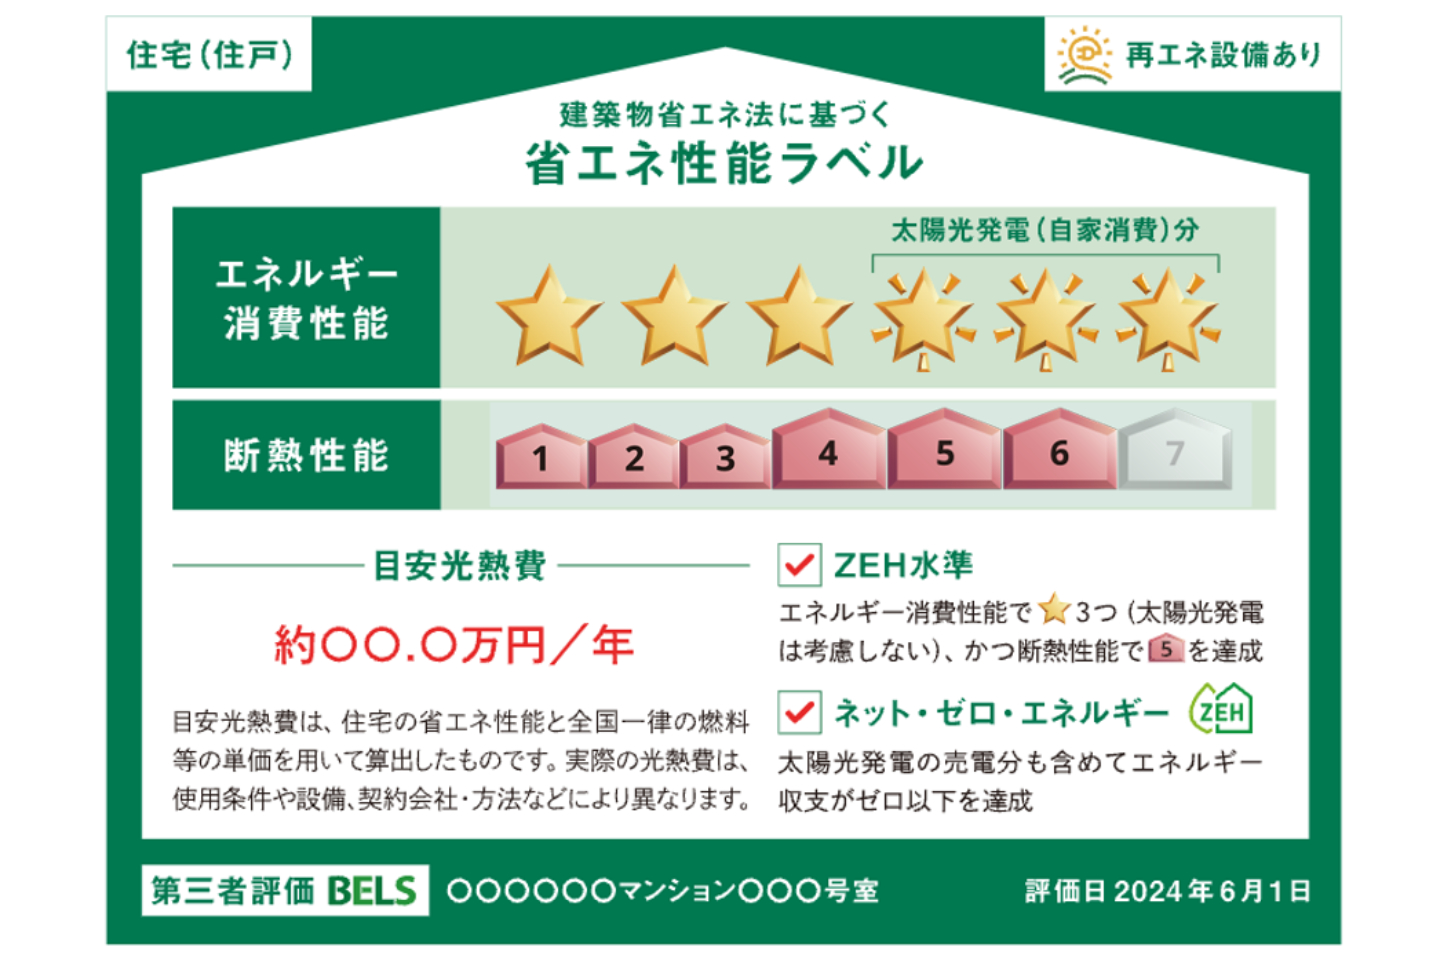 住宅（住戸）
再エネ設備あり
建築物省エネ法に基づく
省エネ性能ラベル
エネルギー
消費性能
太陽光発電（自家消費）分
断熱性能
1 2 3 4 5 6 7
目安光熱費
約〇〇.〇万円／年
目安光熱費は、住宅の省エネ性能と全国一律の燃料
等の単価を用いて算出したものです。実際の光熱費は、
使用条件や設備、契約会社・方法などにより異なります。
ZEH水準
エネルギー消費性能で3つ（太陽光発電
は考慮しない）、かつ断熱性能で5を達成
ネット・ゼロ・エネルギー ZEH
太陽光発電の売電分も含めてエネルギー
収支がゼロ以下を達成
第三者評価 BELS 〇〇〇〇〇〇マンション〇〇〇号室 評価日 2024年6月1日